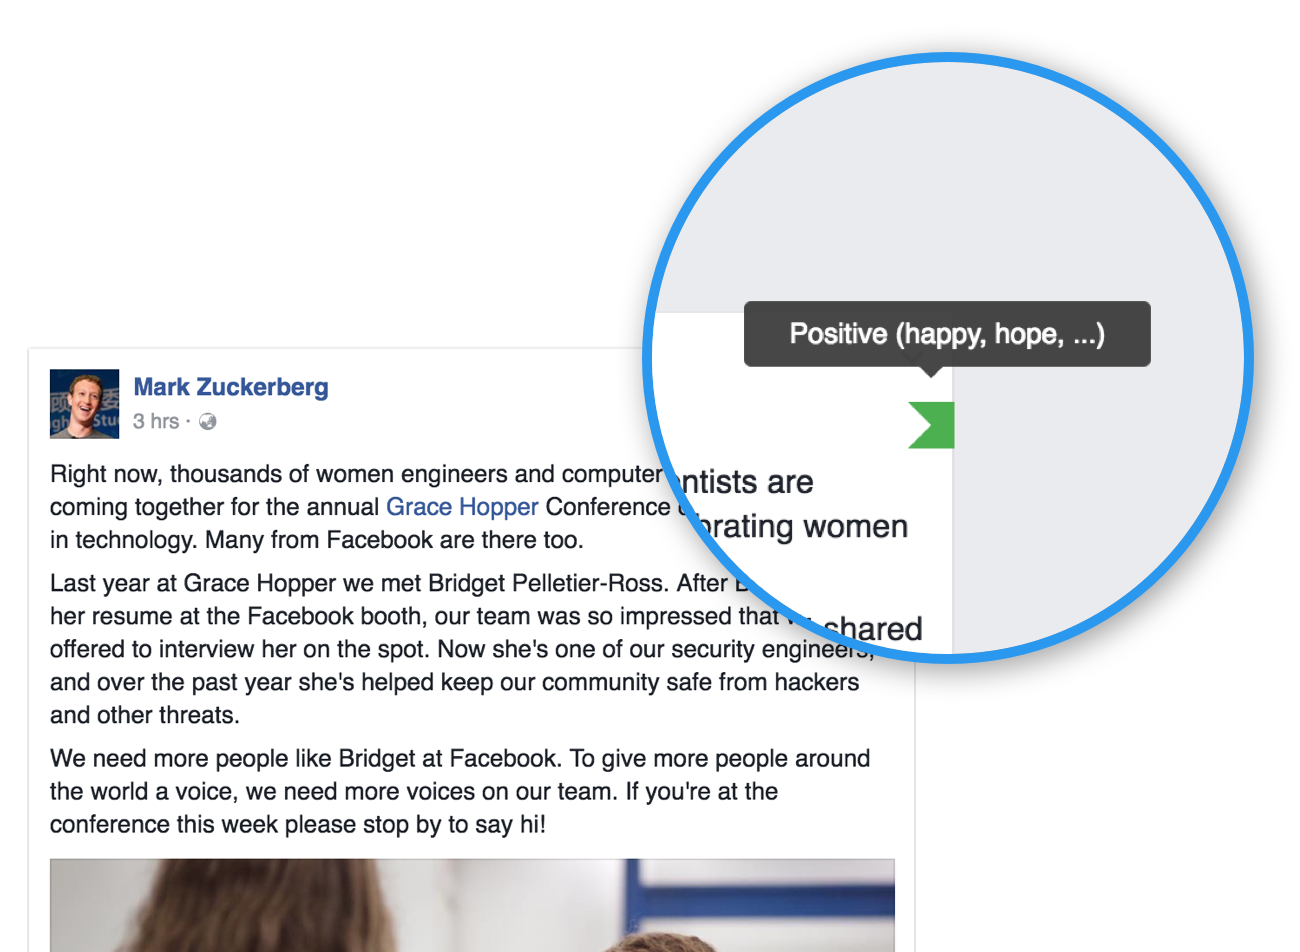 Positive (happy, hope, ...)
Mark Zuckerberg
3 hrs ·
Right now, thousands of women engineers and computer
entists are
coming together for the annual Grace Hopper Conference
brating women
in technology. Many from Facebook are there too.
Last year at Grace Hopper we met Bridget Pelletier-Ross. After
shared
her resume at the Facebook booth, our team was so impressed that
offered to interview her on the spot. Now she's one of our security engineers,
and over the past year she's helped keep our community safe from hackers
and other threats.
We need more people like Bridget at Facebook. To give more people around
the world a voice, we need more voices on our team. If you're at the
conference this week please stop by to say hi!